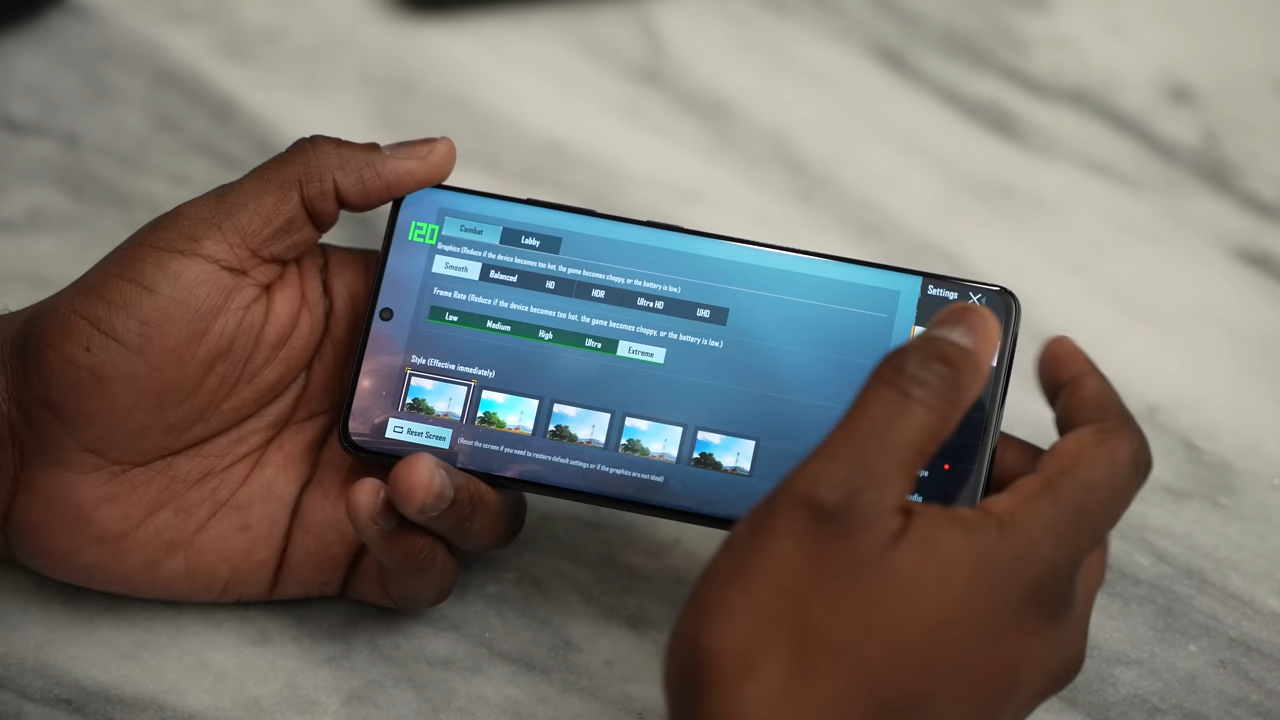 120
Combat Lobby
Graphics (Reduce if the device becomes too hot, the game becomes choppy, or the battery is low.)
Smooth Balanced HD HDR Ultra HD UHD
Frame Rate (Reduce if the device becomes too hot, the game becomes choppy, or the battery is low.)
Low Medium High Ultra Extreme
Style (Effective immediately)
Reset Screen (Reset the screen if you need to restore default settings or if the graphics are not ideal)
Settings